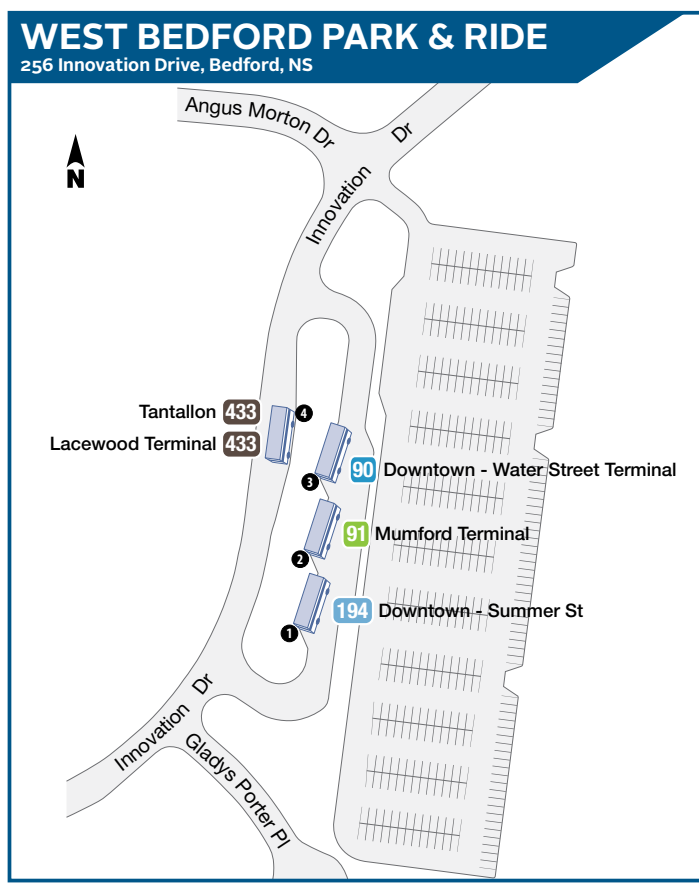 WEST BEDFORD PARK & RIDE
256 Innovation Drive, Bedford, NS
Angus Morton Dr
Innovation Dr
N
Tantallon 433
4
Lacewood Terminal 433
90 Downtown - Water Street Terminal
3
91 Mumford Terminal
2
194 Downtown - Summer St
1
Innovation Dr
Gladys Porter Pl